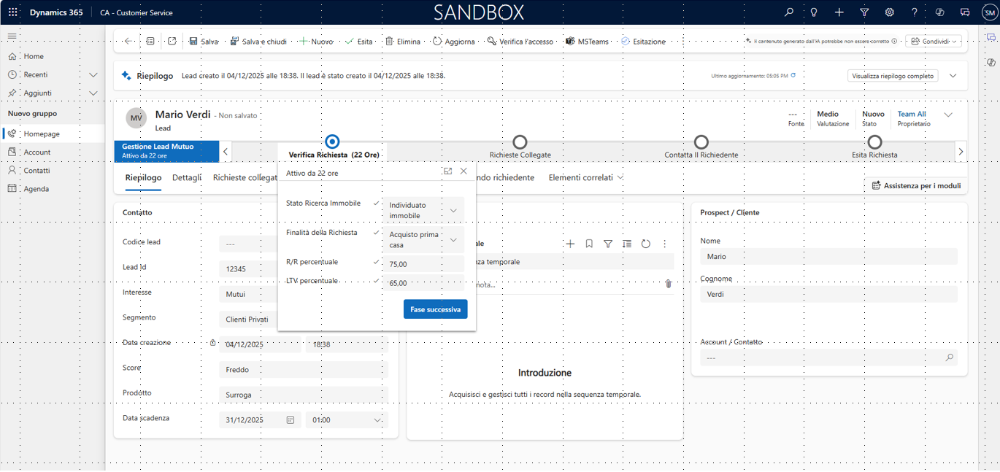 Dynamics 365 CA - Customer Service SANDBOX SM
Salva Salva e chiudi Nuovo Esita Elimina Aggiorna Verifica l'accesso MSTeams Esitazione Il contenuto generato dall'IA potrebbe non essere corretto Condividi
Home
Recenti
Aggiunti
Nuovo gruppo
Homepage
Account
Contatti
Agenda
Riepilogo Lead creato il 04/12/2025 alle 18:38. Il lead è stato creato il 04/12/2025 alle 18:38. Ultimo aggiornamento: 05:05 PM Visualizza riepilogo completo
MV Mario Verdi - Non salvato
Lead
--- Medio Nuovo Team All
Fonte Valutazione Stato Proprietario
Gestione Lead Mutuo
Attivo da 22 ore
Verifica Richiesta (22 Ore) Richieste Collegate Contatta Il Richiedente Esita Richiesta
Riepilogo Dettagli Richieste collegat ndo richiedente Elementi correlati
Assistenza per i moduli
Attivo da 22 ore
Stato Ricerca Immobile Individuato
immobile
Finalità della Richiesta Acquisto prima
casa
R/R percentuale 75,00
LTV percentuale 65,00
Fase successiva
Contatto
Codice lead ---
Lead Id 12345
Interesse Mutui
Segmento Clienti Privati
Data creazione 04/12/2025 18:38
Score Freddo
Prodotto Surroga
Data scadenza 31/12/2025 01:00
ale
za temporale
nota...
Introduzione
Acquisisci e gestisci tutti i record nella sequenza temporale.
Prospect / Cliente
Nome
Mario
Cognome
Verdi
Account / Contatto
---